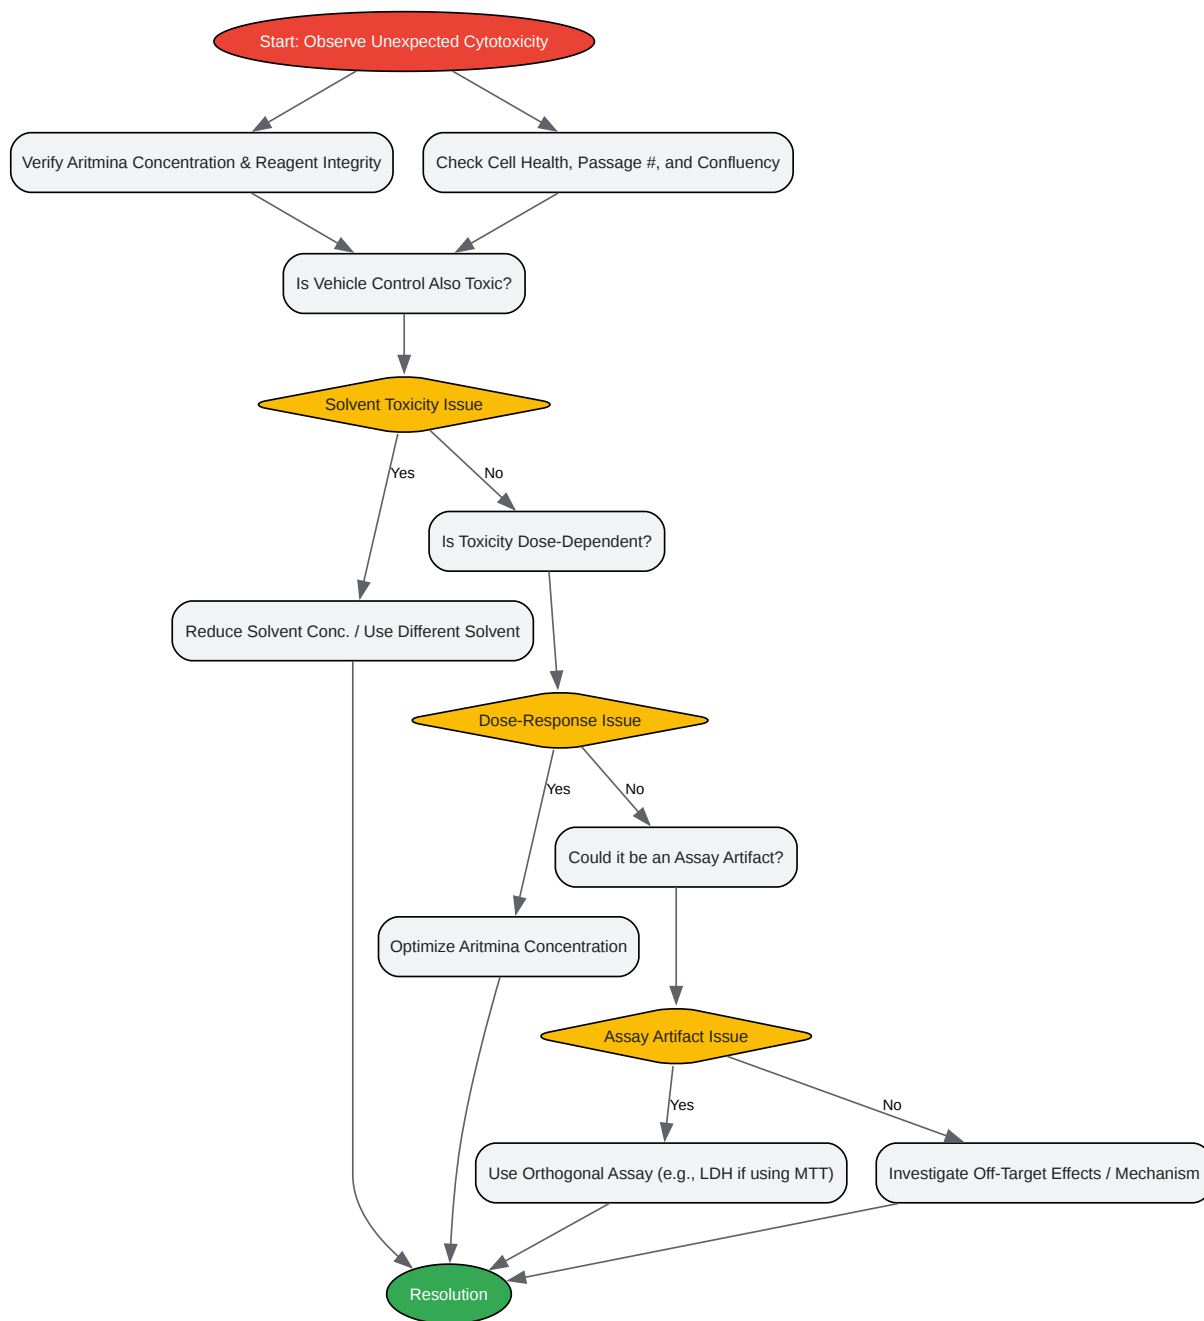 Start: Observe Unexpected Cytotoxicity
Verify Aritmina Concentration & Reagent Integrity
Check Cell Health, Passage #, and Confluency
Is Vehicle Control Also Toxic?
Solvent Toxicity Issue
Yes
No
Is Toxicity Dose-Dependent?
Reduce Solvent Conc. / Use Different Solvent
Dose-Response Issue
Yes
No
Could it be an Assay Artifact?
Optimize Aritmina Concentration
Assay Artifact Issue
Yes
No
Use Orthogonal Assay (e.g., LDH if using MTT)
Investigate Off-Target Effects / Mechanism
Resolution